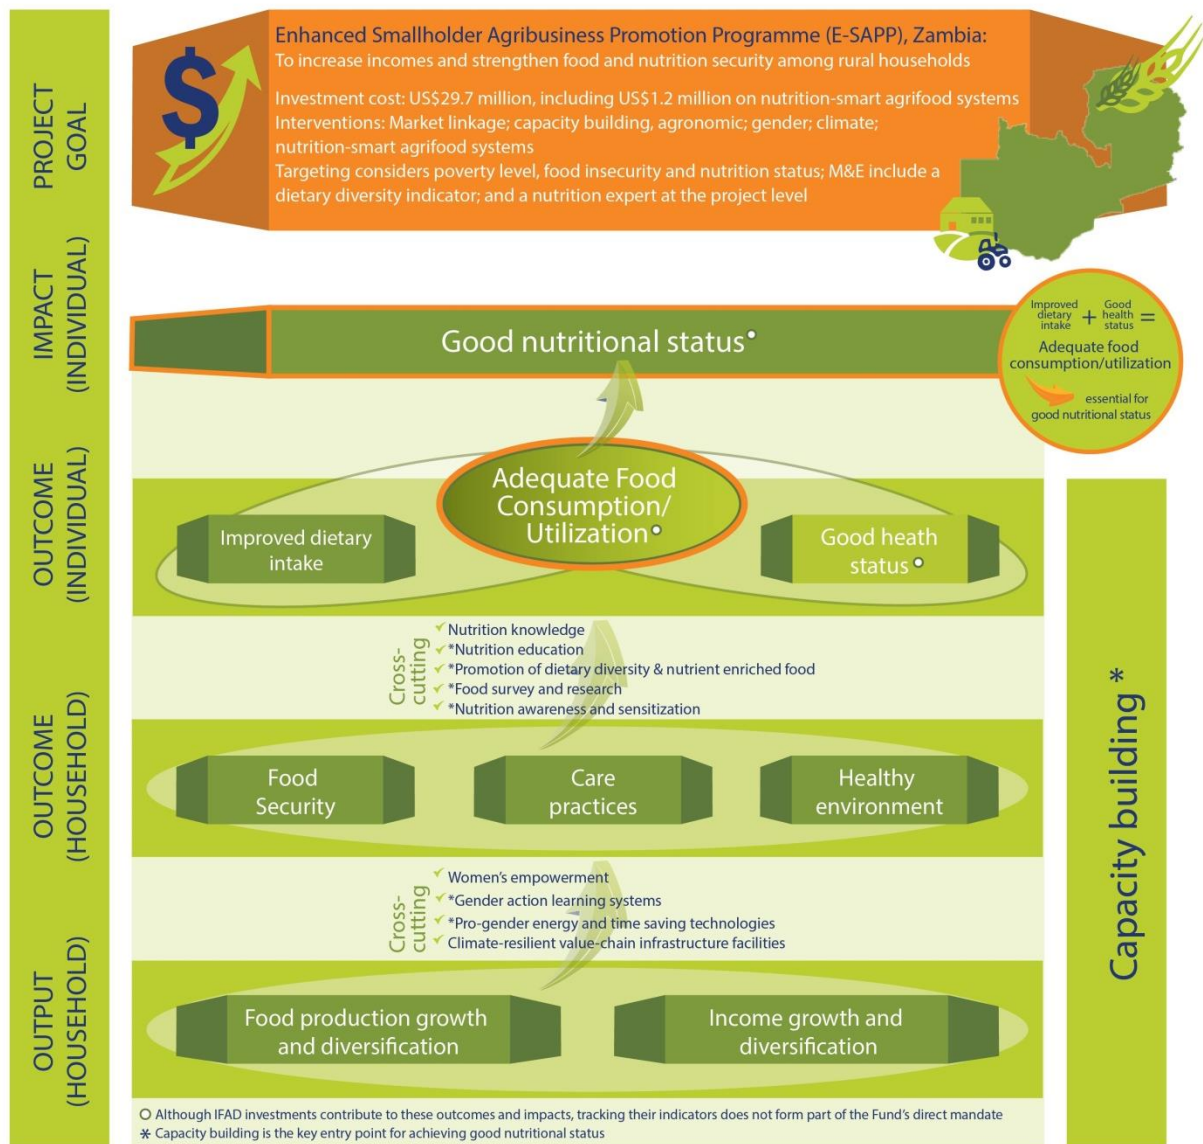 PROJECT
GOAL
Enhanced Smallholder Agribusiness Promotion Programme (E-SAPP), Zambia:
To increase incomes and strengthen food and nutrition security among rural households
Investment cost: US$29.7 million, including US$1.2 million on nutrition-smart agrifood systems
Interventions: Market linkage; capacity building, agronomic; gender; climate;
nutrition-smart agrifood systems
Targeting considers poverty level, food insecurity and nutrition status; M&E include a
dietary diversity indicator; and a nutrition expert at the project level
$
IMPACT
(INDIVIDUAL)
Good nutritional status
Improved
dietary
intake
+
Good
health
status
=
Adequate food
consumption/utilization
essential for
good nutritional status
OUTCOME
(INDIVIDUAL)
Adequate Food
Consumption/
Utilization
Improved dietary
intake
Good heath
status
Cross-
cutting
Nutrition knowledge
*Nutrition education
*Promotion of dietary diversity & nutrient enriched food
*Food survey and research
*Nutrition awareness and sensitization
OUTCOME
(HOUSEHOLD)
Food
Security
Care
practices
Healthy
environment
Cross-
cutting
Women's empowerment
*Gender action learning systems
*Pro-gender energy and time saving technologies
Climate-resilient value-chain infrastructure facilities
OUTPUT
(HOUSEHOLD)
Food production growth
and diversification
Income growth and
diversification
Capacity building *
O Although IFAD investments contribute to these outcomes and impacts, tracking their indicators does not form part of the Fund's direct mandate
* Capacity building is the key entry point for achieving good nutritional status